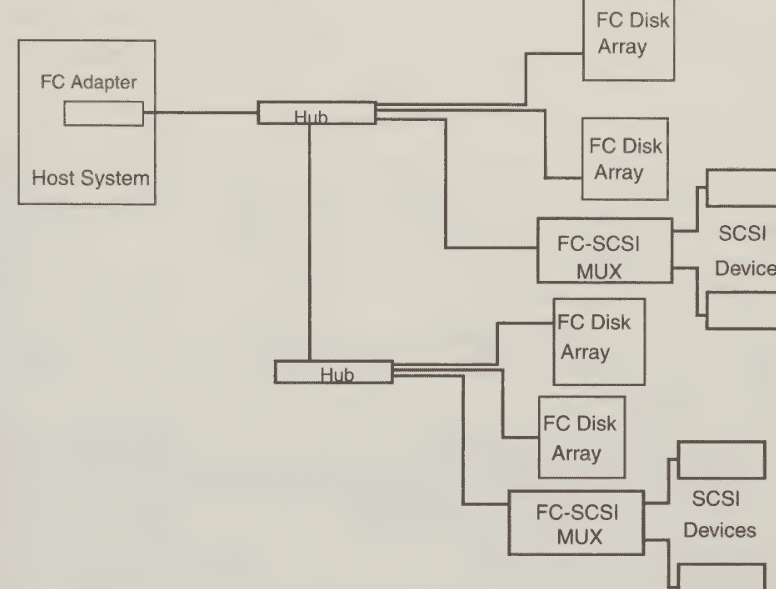 FC Disk
Array
FC Adapter
Hub
Host System
FC Disk
Array
FC-SCSI
MUX
SCSI
Device
FC Disk
Array
Hub
FC Disk
Array
FC-SCSI
MUX
SCSI
Devices